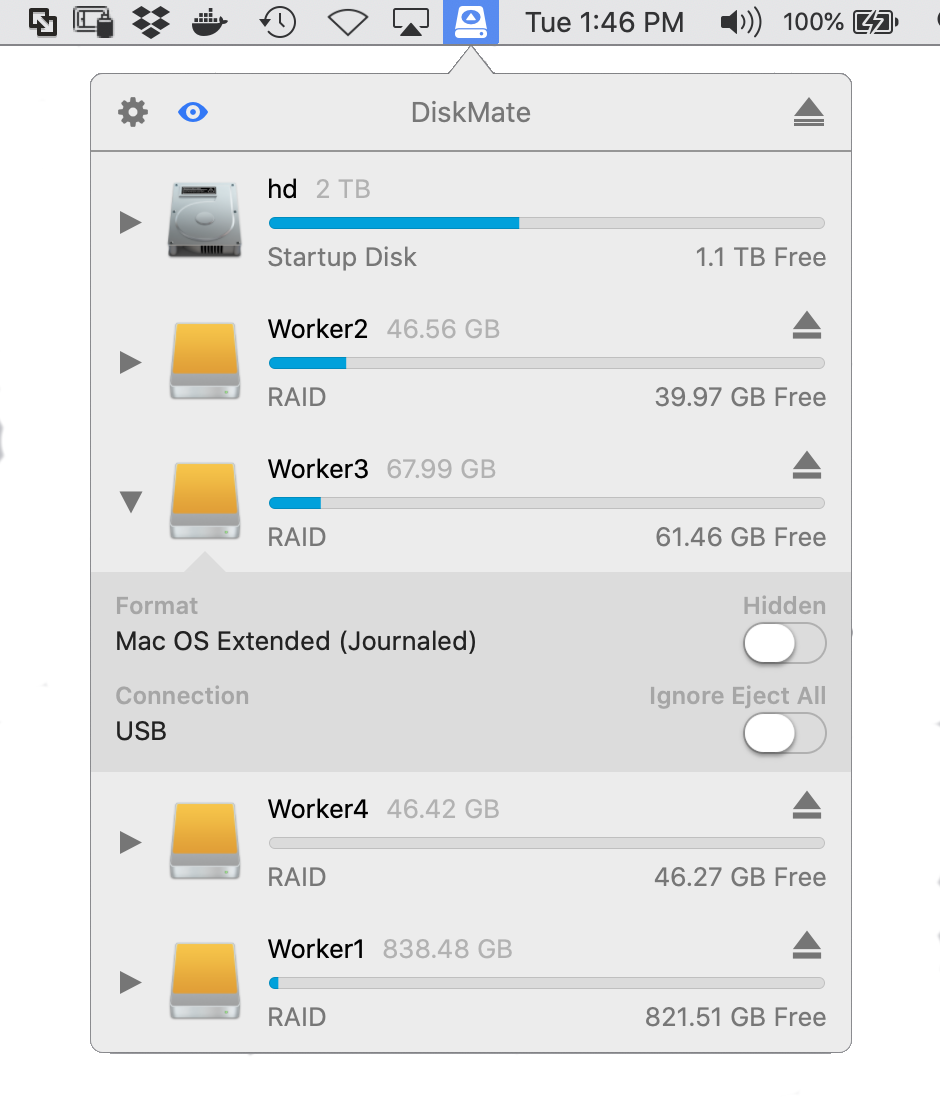 Tue 1:46 PM 100%
DiskMate
hd 2 TB
Startup Disk 1.1 TB Free
Worker2 46.56 GB
RAID 39.97 GB Free
Worker3 67.99 GB
RAID 61.46 GB Free
Format Hidden
Mac OS Extended (Journaled)
Connection Ignore Eject All
USB
Worker4 46.42 GB
RAID 46.27 GB Free
Worker1 838.48 GB
RAID 821.51 GB Free